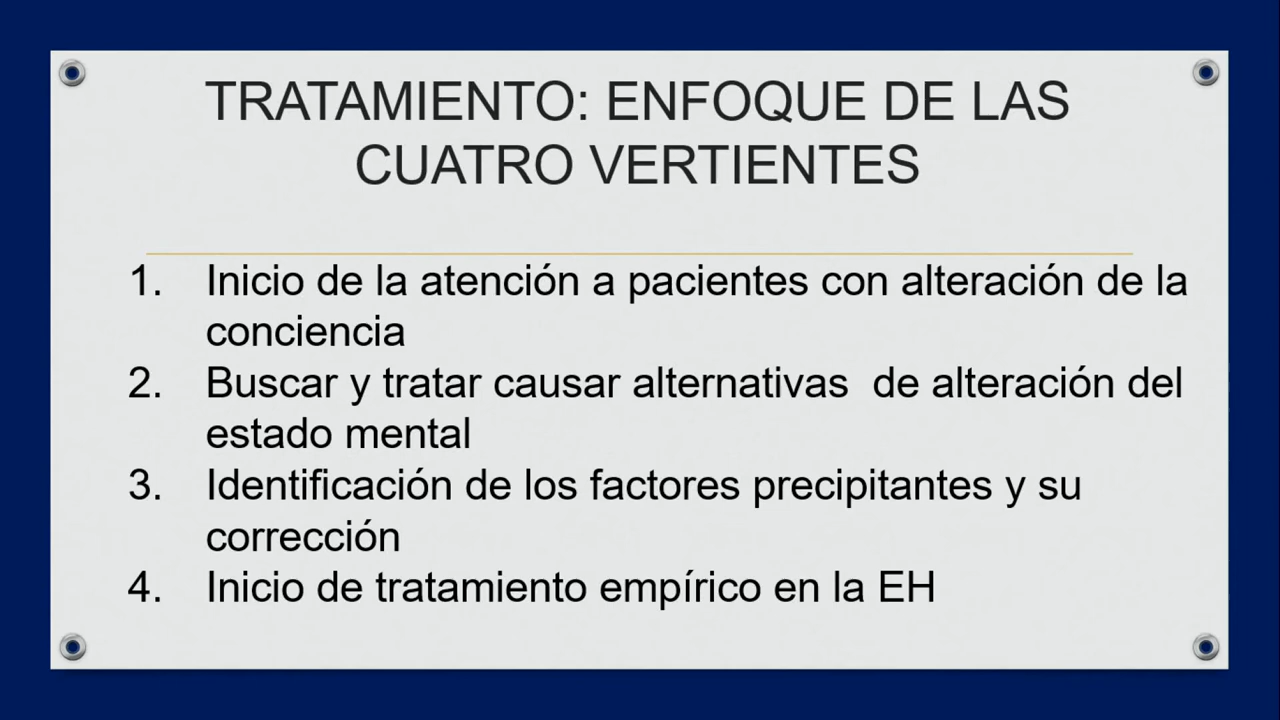 TRATAMIENTO: ENFOQUE DE LAS
CUATRO VERTIENTES
1. Inicio de la atención a pacientes con alteración de la
conciencia
2. Buscar y tratar causar alternativas  de alteración del
estado mental
3. Identificación de los factores precipitantes y su
corrección
4. Inicio de tratamiento empírico en la EH